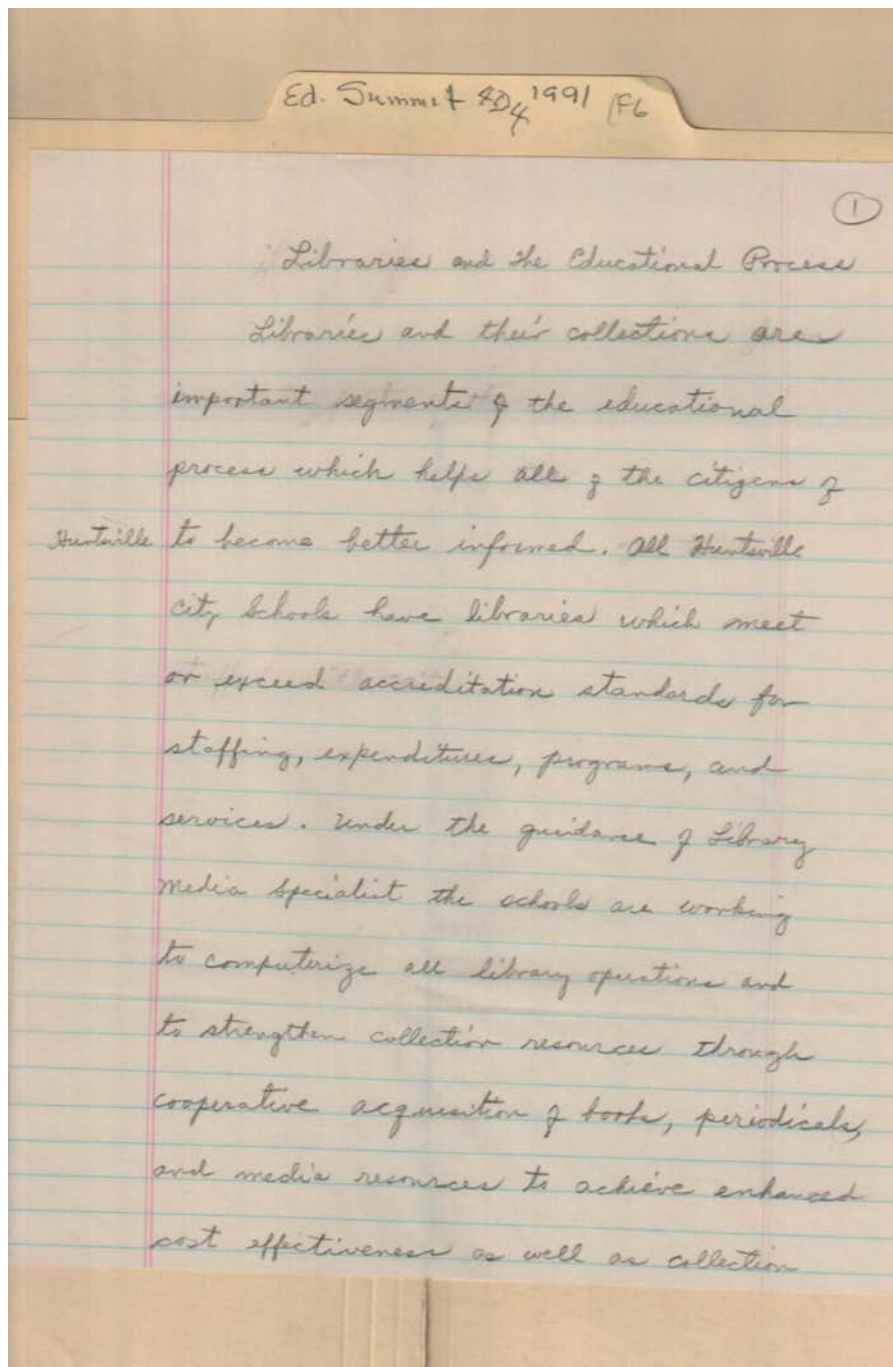 Ed. Summit 1991 F6
1
Libraries and the Educational Process
Libraries and their collections are
important segments of the educational
process which helps all of the citizens of
Huntsville to become better informed. All Huntsville
city Schools have libraries which meet
or exceed accreditation standards for
staffing, expenditures, programs, and
services. Under the guidance of Library
Media Specialist the schools are working
to computerize all library operations and
to strengthen collection resources through
cooperative acquisition of books, periodicals,
and media resources to achieve enhanced
cost effectiveness as well as collection